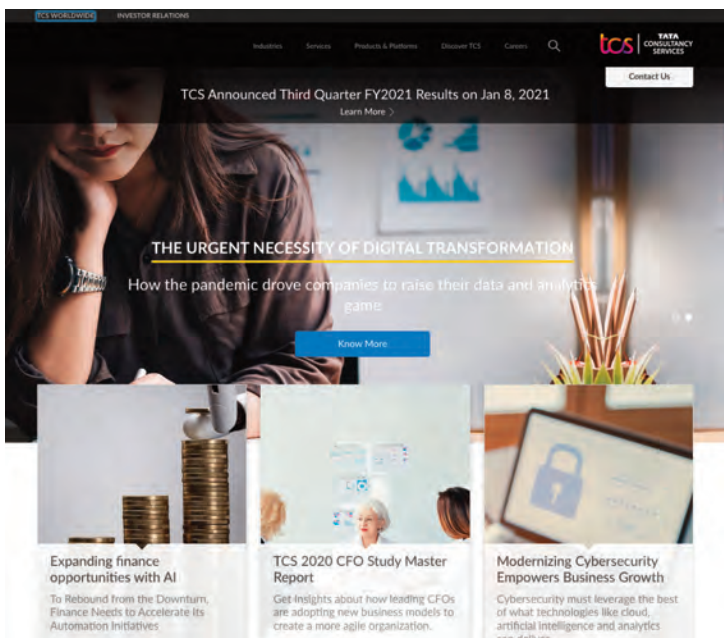 TCS WORLDWIDE INVESTOR RELATIONS
Industries Services Products & Platforms Discover TCS Careers
tcs TATA
CONSULTANCY
SERVICES
Contact Us
TCS Announced Third Quarter FY2021 Results on Jan 8, 2021
Learn More
THE URGENT NECESSITY OF DIGITAL TRANSFORMATION
How the pandemic drove companies to raise their data and analytics
game
Know More
Expanding finance
opportunities with AI
To Rebound from the Downturn,
Finance Needs to Accelerate Its
Automation Initiatives
TCS 2020 CFO Study Master
Report
Get Insights about how leading CFOs
are adopting new business models to
create a more agile organization.
Modernizing Cybersecurity
Empowers Business Growth
Cybersecurity must leverage the best
of what technologies like cloud,
artificial intelligence and analytics
can deliver